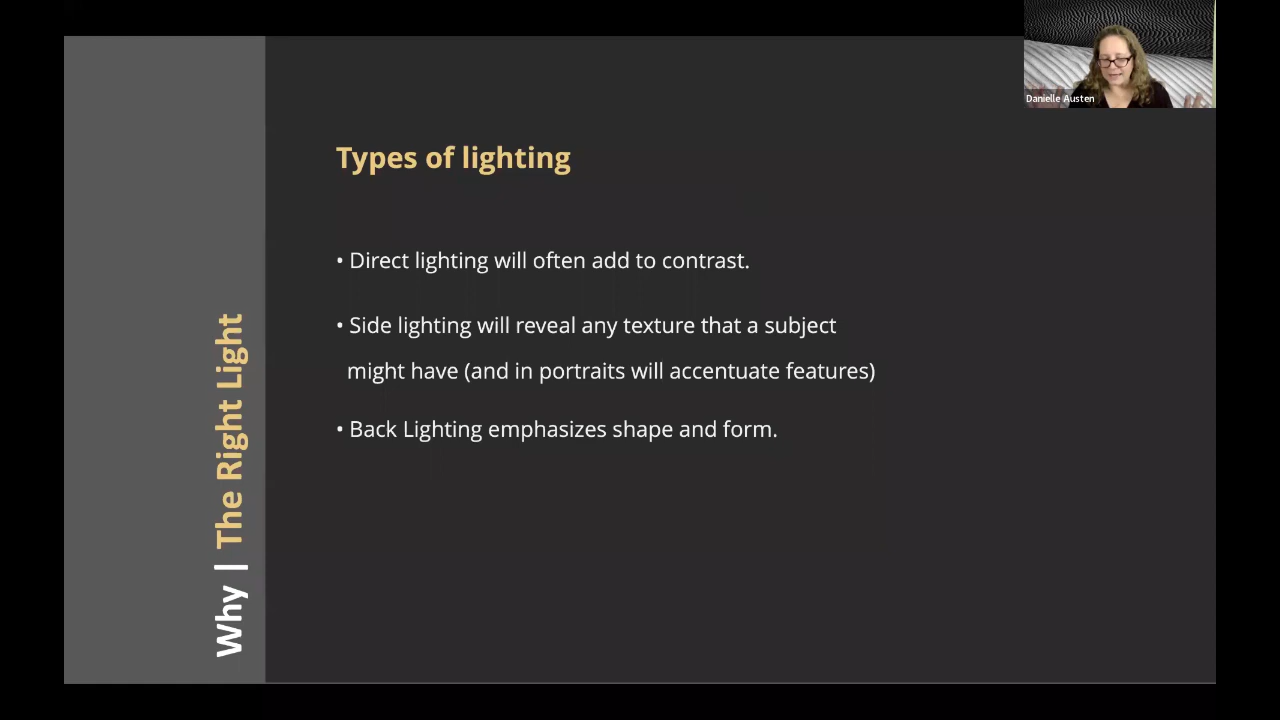 Danielle Austen
Types of lighting
• Direct lighting will often add to contrast.
• Side lighting will reveal any texture that a subject
might have (and in portraits will accentuate features)
• Back Lighting emphasizes shape and form.
Why | The Right Light